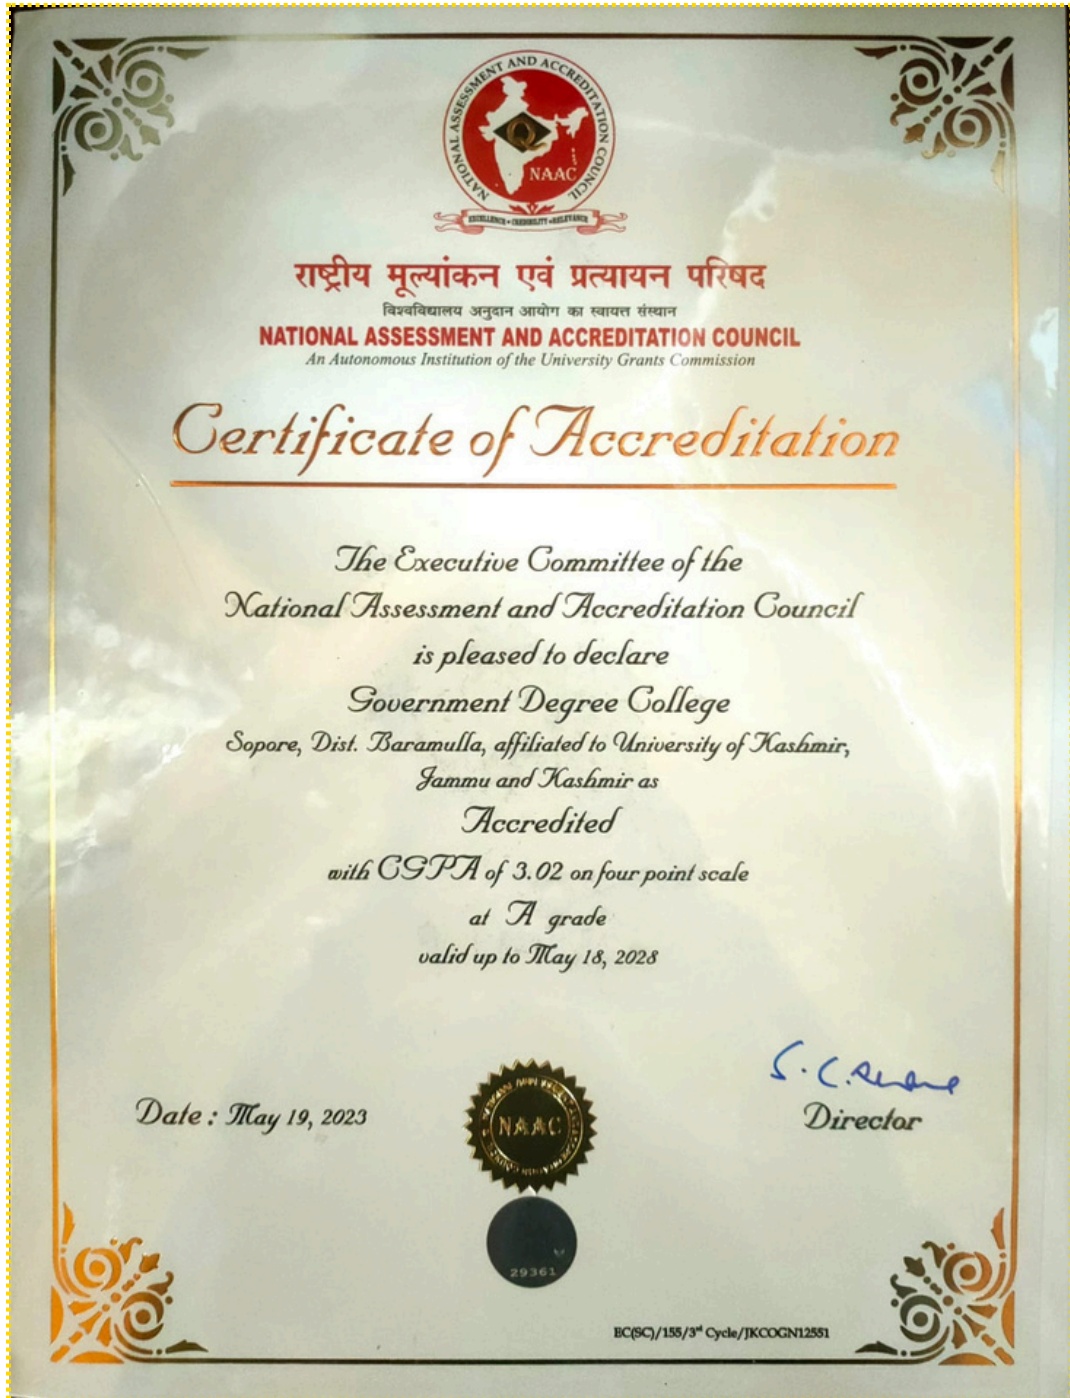 NATIONAL ASSESSMENT AND ACCREDITATION COUNCIL
Q
NAAC
EXCELLENCE • CREDIBILITY • RELEVANCE
राष्ट्रीय मूल्यांकन एवं प्रत्यायन परिषद
विश्वविद्यालय अनुदान आयोग का स्वायत्त संस्थान
NATIONAL ASSESSMENT AND ACCREDITATION COUNCIL
An Autonomous Institution of the University Grants Commission
Certificate of Accreditation
The Executive Committee of the
National Assessment and Accreditation Council
is pleased to declare
Government Degree College
Sopore, Dist. Baramulla, affiliated to University of Kashmir,
Jammu and Kashmir as
Accredited
with CGPA of 3.02 on four point scale
at A grade
valid up to May 18, 2028
S. C.
Date : May 19, 2023
Director
NAAC
29361
EC(SC)/155/3rd Cycle/JKCOGN12551